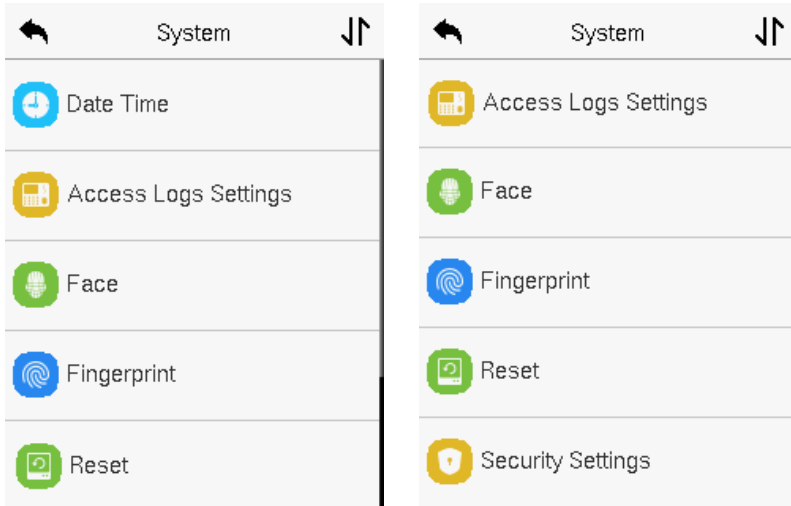 System
Date Time
Access Logs Settings
Face
Fingerprint
Reset
System
Access Logs Settings
Face
Fingerprint
Reset
Security Settings